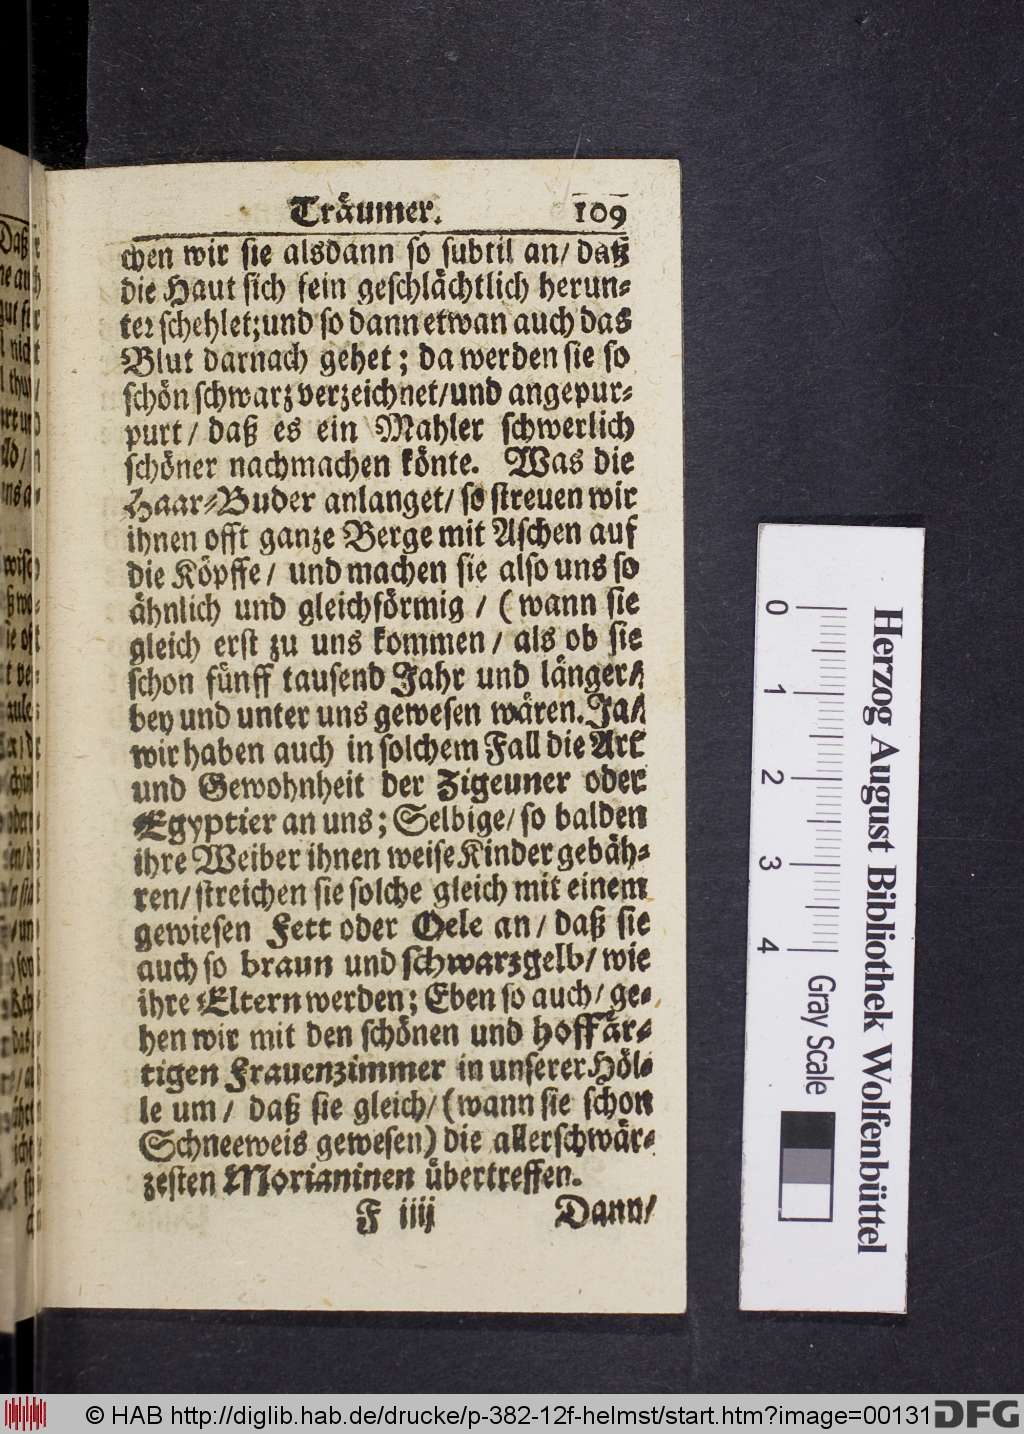 Träumer. 109
chen wir sie alsdann so subtil an/ daß
die Haut sich fein geschlächtlich herun⸗
ter schehlet; und so dann etwan auch das
Blut darnach gehet; da werden sie so
schön schwarz verzeichnet/ und angepur⸗
purt/ daß es ein Mahler schwerlich
schöner nachmachen könte. Was die
Haar⸗Buder anlanget/ so streuen wir
ihnen offt ganze Berge mit Aschen auf
die Köpffe/ und machen sie also uns so
ähnlich und gleichförmig / (wann sie
gleich erst zu uns kommen/ als ob sie
schon fünff tausend Jahr und länger/
bey und unter uns gewesen wären. Ja/
wir haben auch in solchem Fall die Art
und Gewohnheit der Zigeuner oder
Egyptier an uns; Selbige/ so balden
ihre Weiber ihnen weise Kinder gebäh⸗
ren/ streichen sie solche gleich mit einem
gewiesen Fett oder Oele an/ daß sie
auch so braun und schwarzgelb/ wie
ihre Eltern werden; Eben so auch/ ge⸗
hen wir mit den schönen und hoffär⸗
tigen Frauenzimmer in unserer Höl⸗
le um/ daß sie gleich/ (wann sie schon
Schneeweis gewesen) die allerschwär⸗
zesten Morianinen übertreffen.
F iiij Dann/
Herzog August Bibliothek Wolfenbüttel
0 1 2 3 4 Gray Scale
© HAB http://diglib.hab.de/drucke/p-382-12f-helmst/start.htm?image=00131 DFG